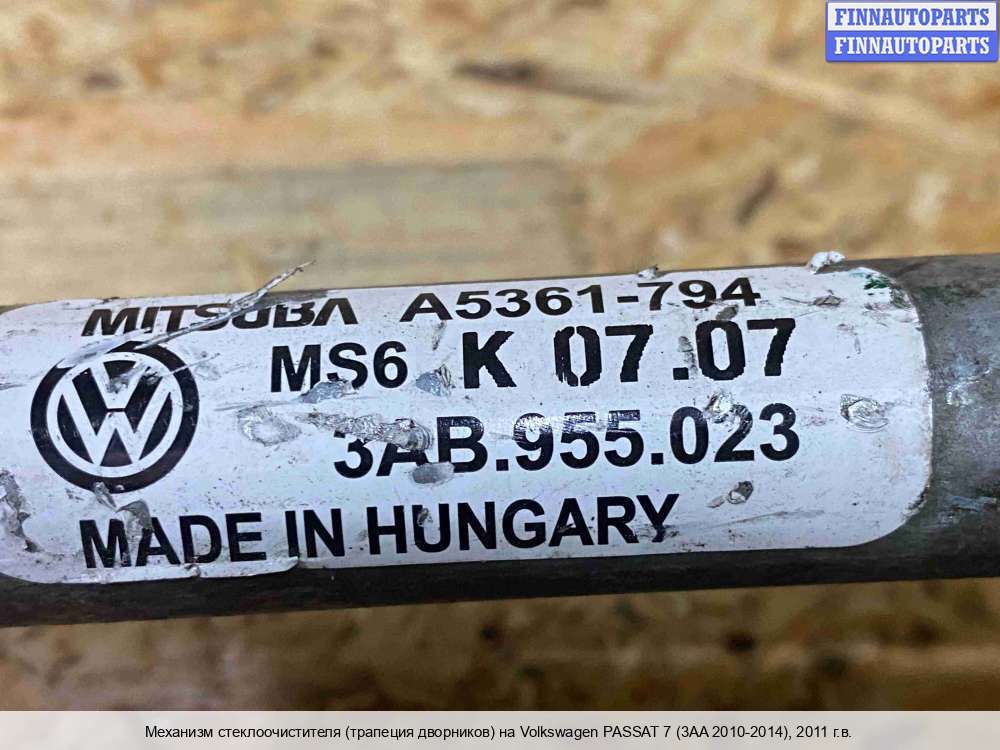 FINNAUTOPARTS
FINNAUTOPARTS
MITSUBA A5361-794
MS6 K 07.07
3AB.955.023
MADE IN HUNGARY
Механизм стеклоочистителя (трапеция дворников) на Volkswagen PASSAT 7 (3AA 2010-2014), 2011 г.в.